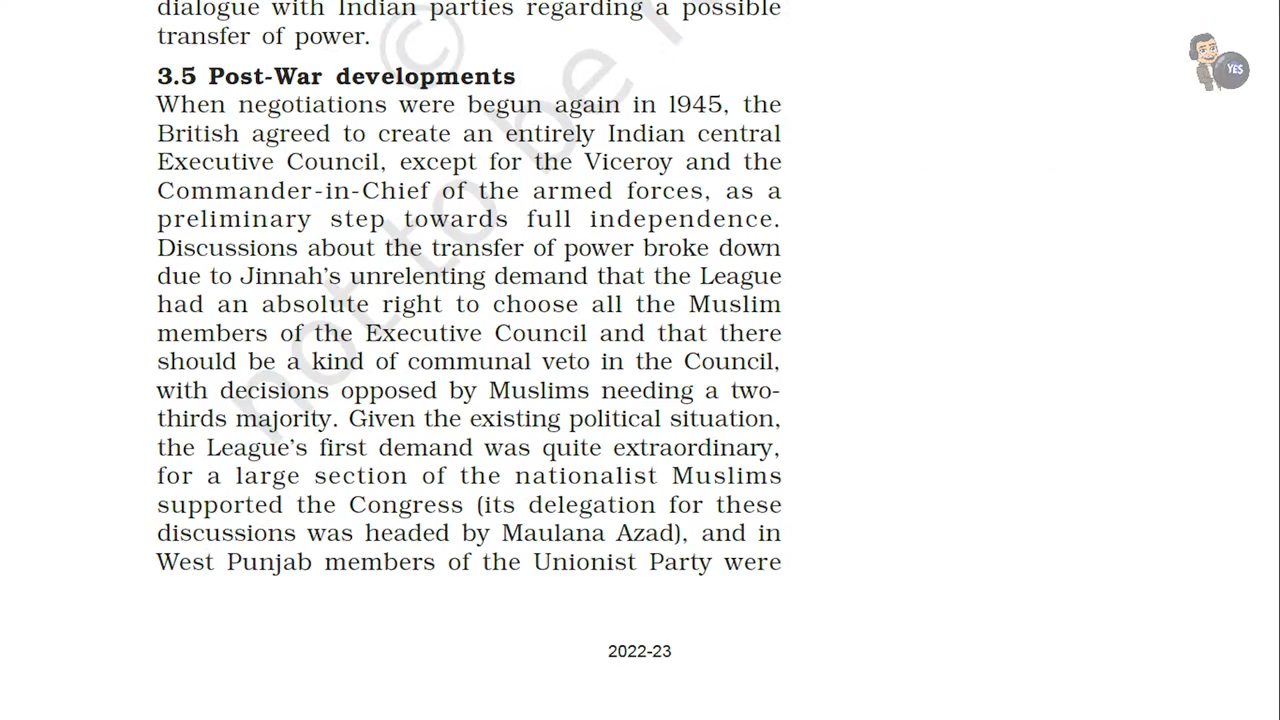 dialogue with Indian parties regarding a possible
transfer of power.
3.5 Post-War developments
When negotiations were begun again in 1945, the
British agreed to create an entirely Indian central
Executive Council, except for the Viceroy and the
Commander-in-Chief of the armed forces, as a
preliminary step towards full independence.
Discussions about the transfer of power broke down
due to Jinnah's unrelenting demand that the League
had an absolute right to choose all the Muslim
members of the Executive Council and that there
should be a kind of communal veto in the Council,
with decisions opposed by Muslims needing a two-
thirds majority. Given the existing political situation,
the League's first demand was quite extraordinary,
for a large section of the nationalist Muslims
supported the Congress (its delegation for these
discussions was headed by Maulana Azad), and in
West Punjab members of the Unionist Party were
2022-23
©
not to be r
YES